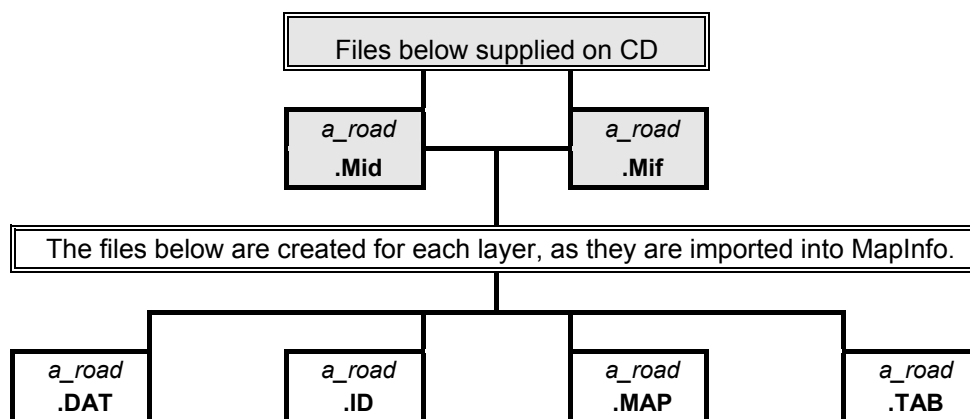 Files below supplied on CD
a_road
.Mid
a_road
.Mif
The files below are created for each layer, as they are imported into MapInfo.
a_road
.DAT
a_road
.ID
a_road
.MAP
a_road
.TAB